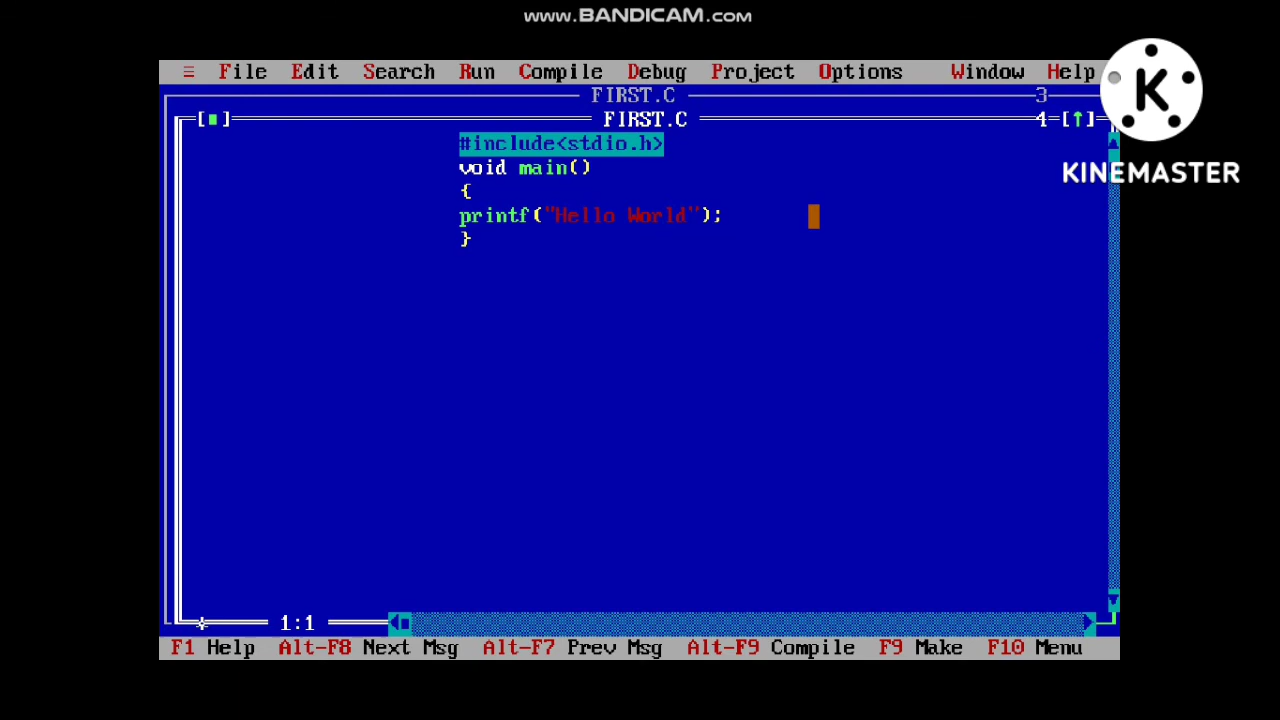 www.BANDICAM.com
≡ File Edit Search Run Compile Debug Project Options Window Help
FIRST.C 3
[■] FIRST.C 4=[↑]
K
KINEMASTER
#include<stdio.h>
void main()
{
printf("Hello World");
}
1:1
F1 Help Alt-F8 Next Msg Alt-F7 Prev Msg Alt-F9 Compile F9 Make F10 Menu